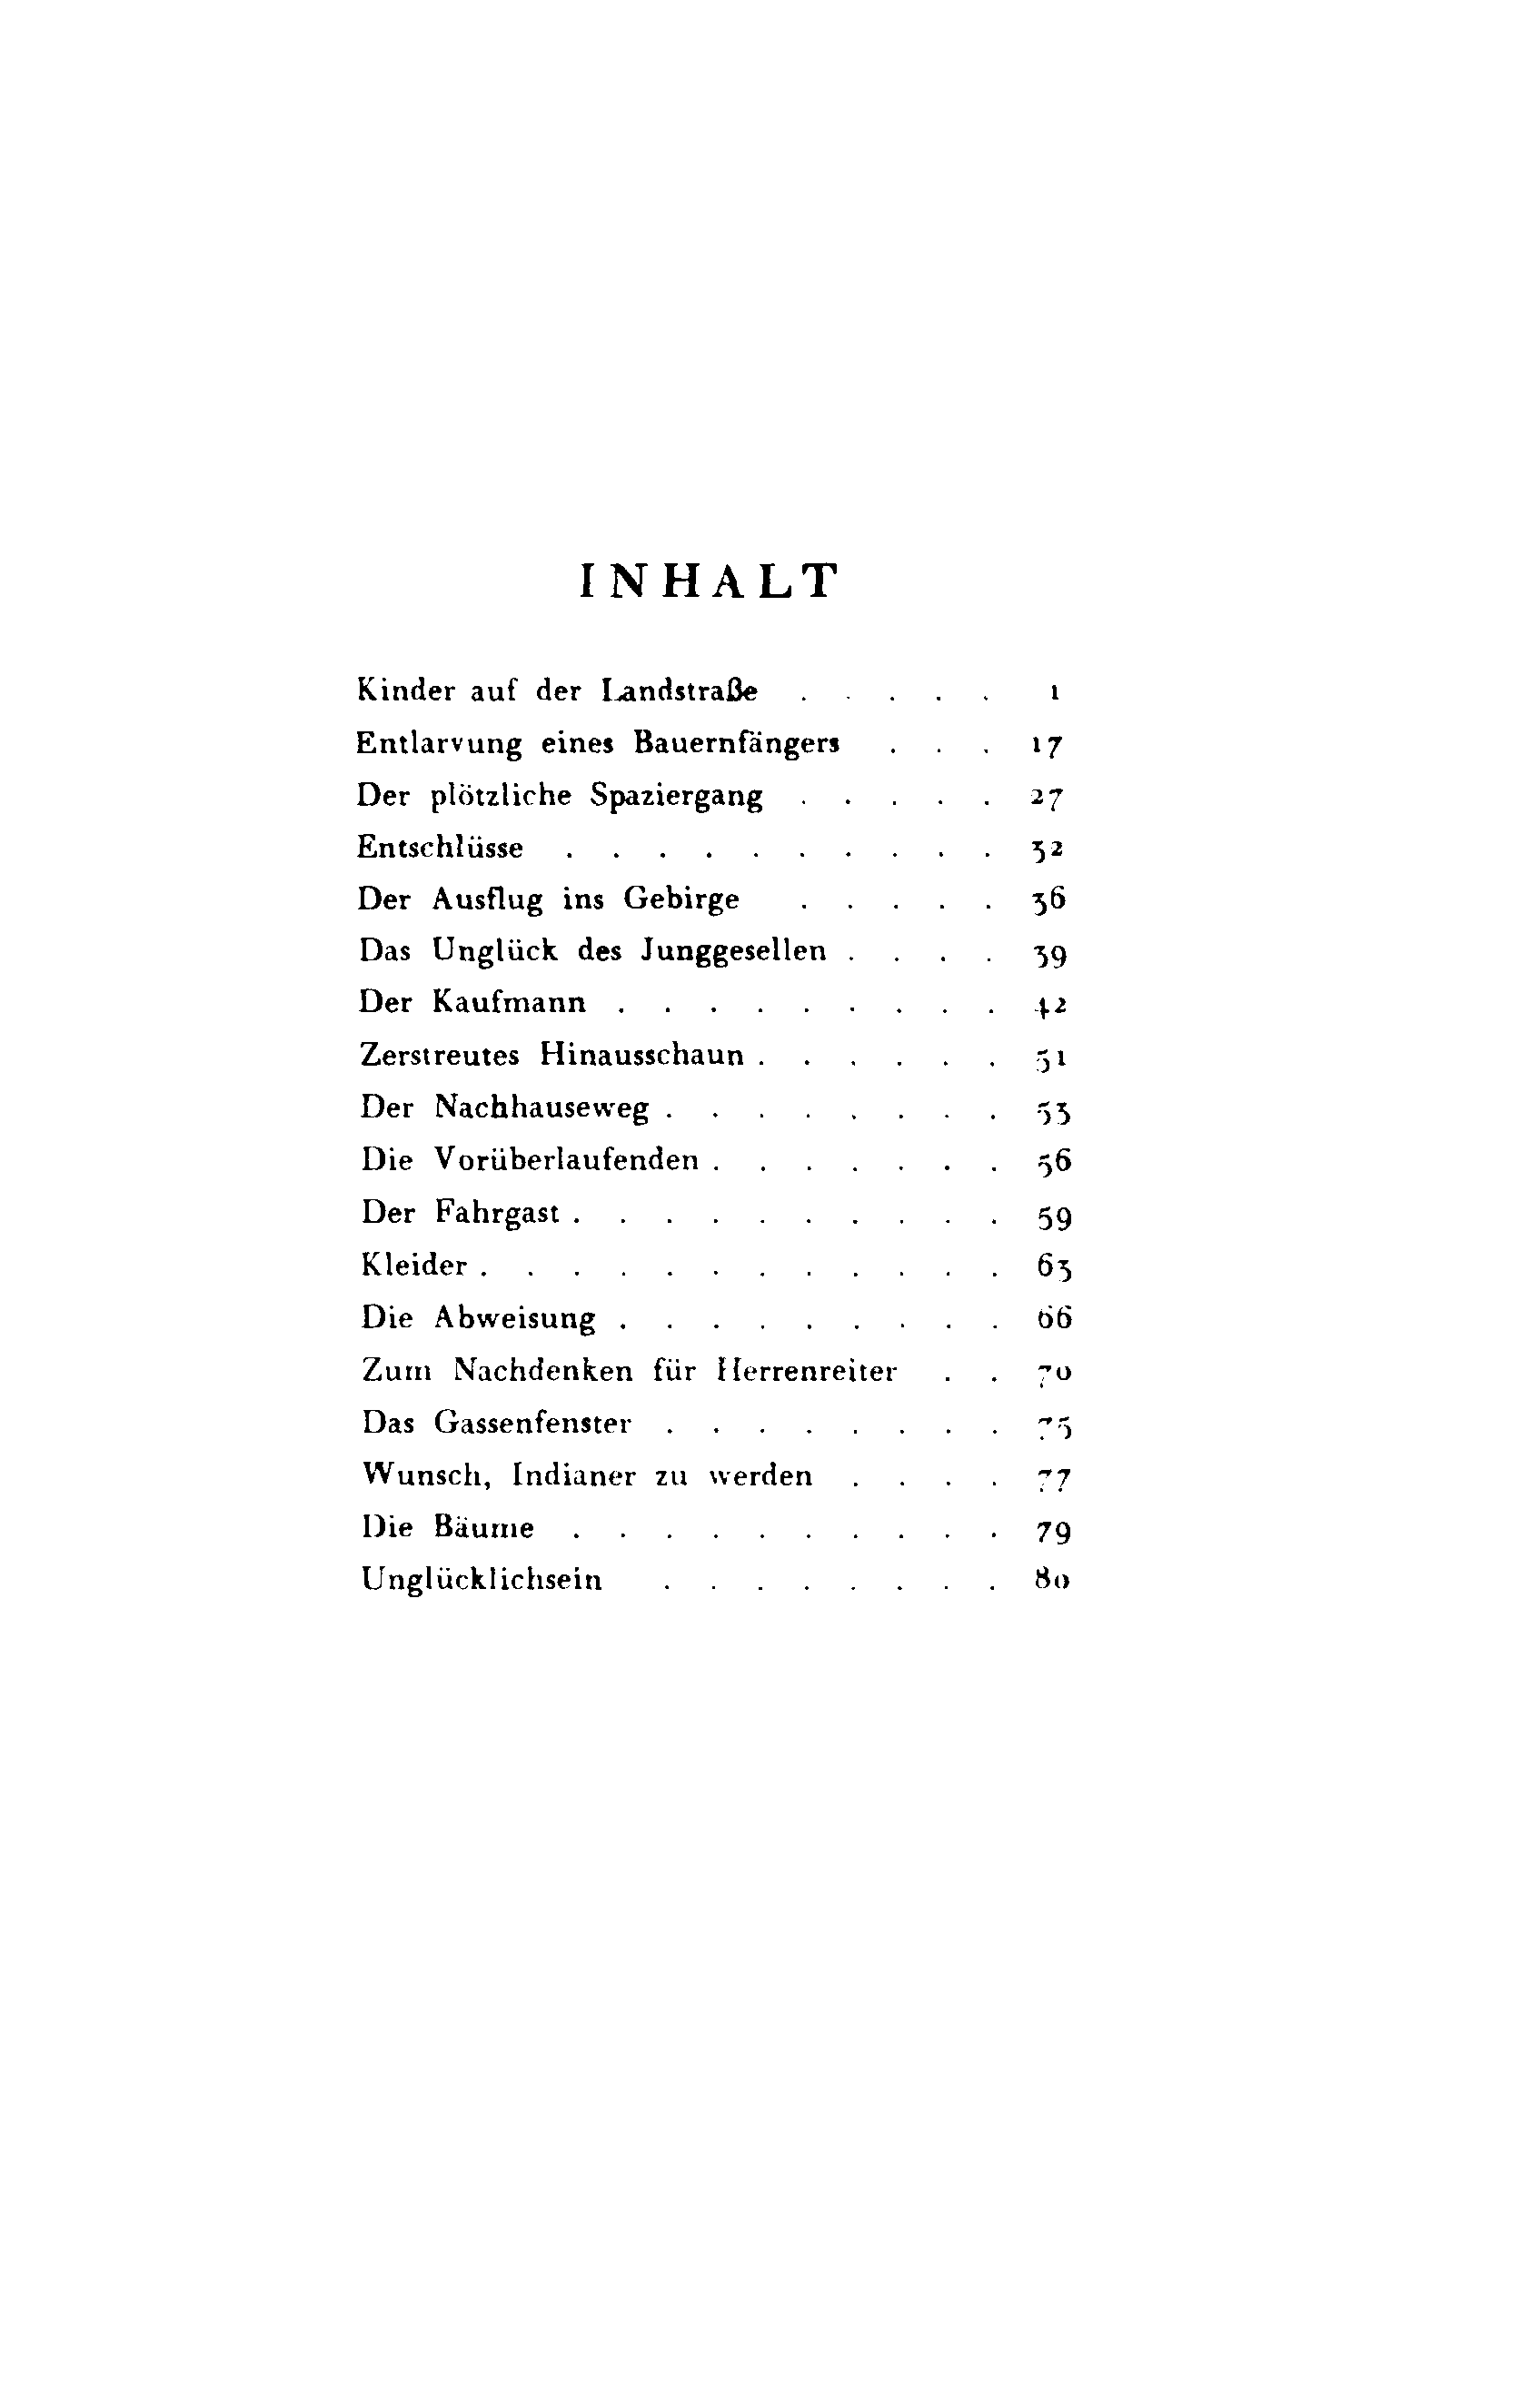 INHALT
Kinder auf der Landstraße . . . . . 1
Entlarvung eines Bauernfängers . . . 17
Der plötzliche Spaziergang . . . . . 27
Entschlüsse . . . . . . . . . . 32
Der Ausflug ins Gebirge . . . . . 36
Das Unglück des Junggesellen . . . . 39
Der Kaufmann . . . . . . . . . 42
Zerstreutes Hinausschaun . . . . . . 51
Der Nachhauseweg . . . . . . . . 53
Die Vorüberlaufenden . . . . . . . 56
Der Fahrgast . . . . . . . . . . 59
Kleider . . . . . . . . . . . . 63
Die Abweisung . . . . . . . . . 66
Zum Nachdenken für Herrenreiter . . 70
Das Gassenfenster . . . . . . . . 75
Wunsch, Indianer zu werden . . . . 77
Die Bäume . . . . . . . . . . 79
Unglücklichsein . . . . . . . . 80